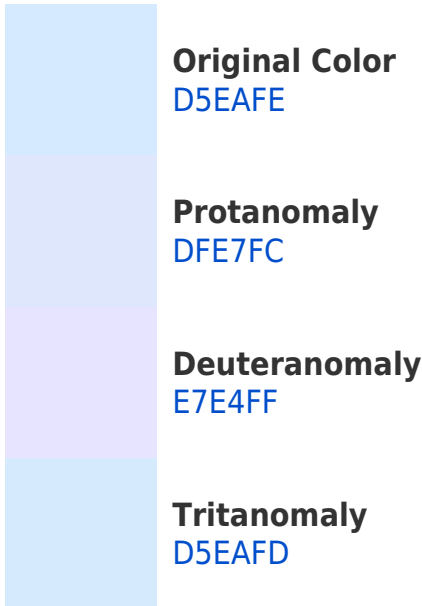 Original Color
D5EAFE
Protanomaly
DFE7FC
Deuteranomaly
E7E4FF
Tritanomaly
D5EAFD